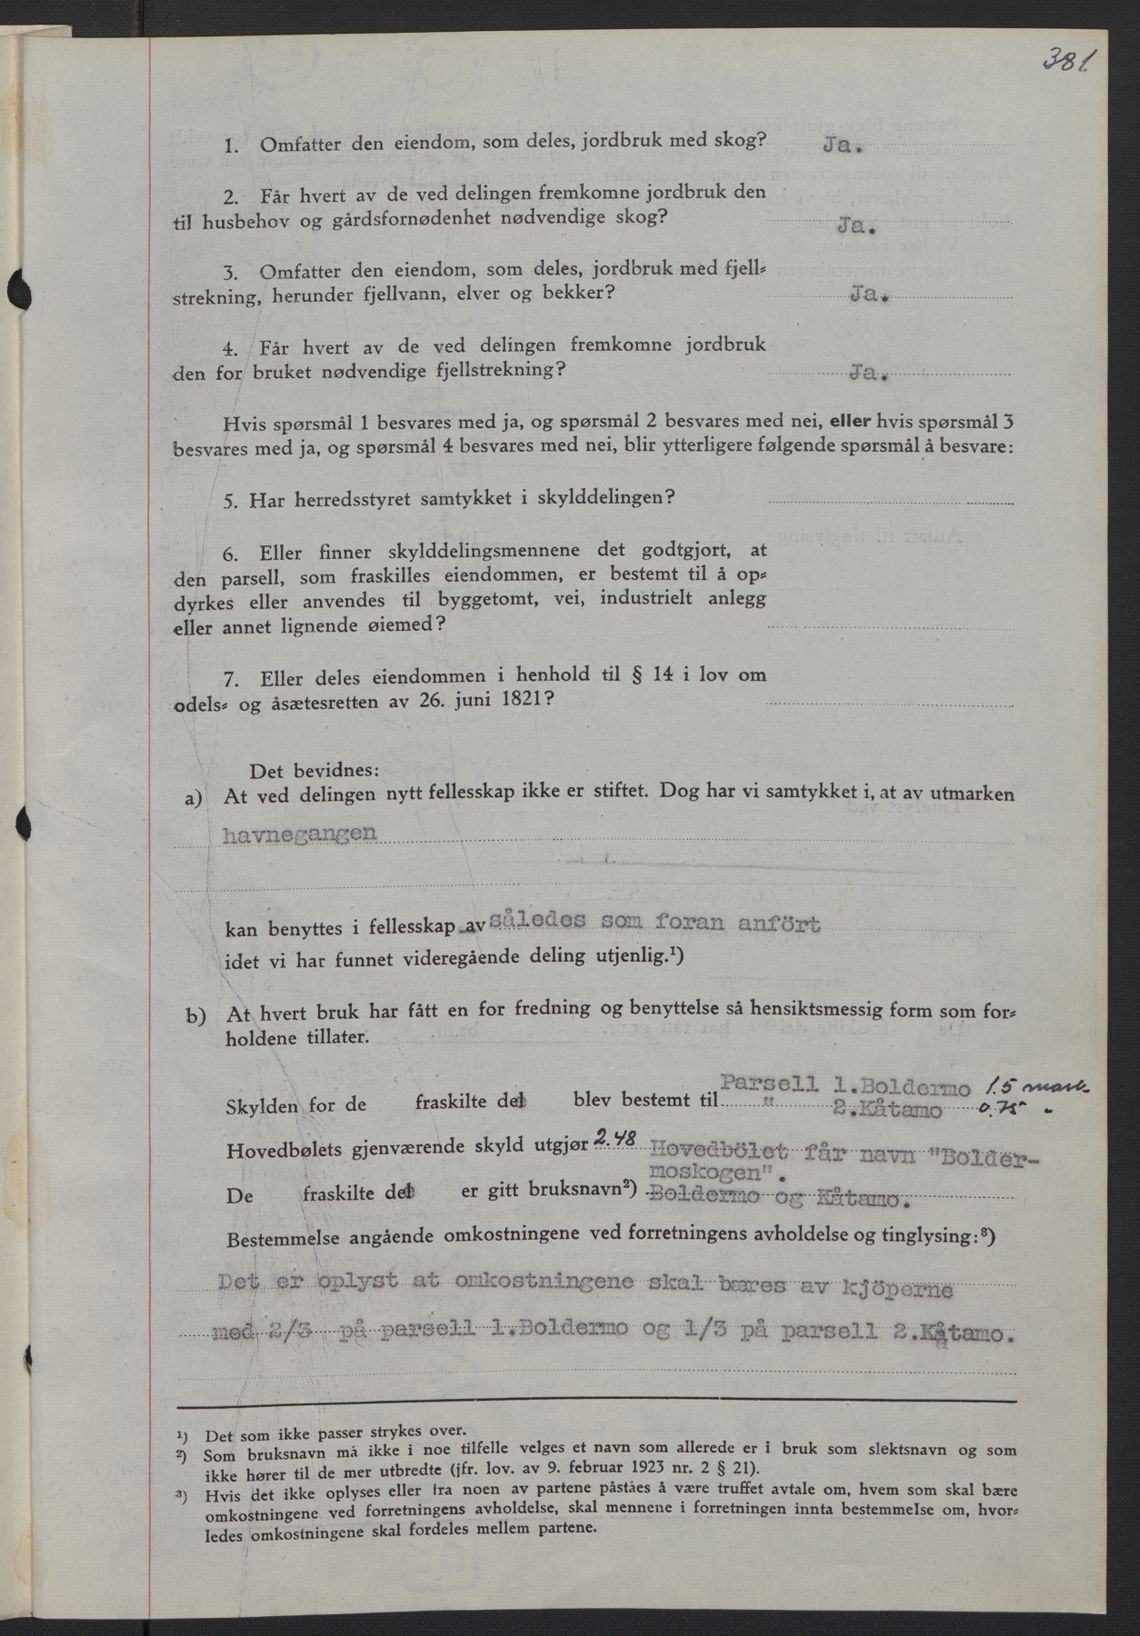 381
1. Omfatter den eiendom, som deles, jordbruk med skog? Ja.
2. Får hvert av de ved delingen fremkomne jordbruk den
til husbehov og gårdsfornødenhet nødvendige skog? Ja.
3. Omfatter den eiendom, som deles, jordbruk med fjell-
strekning, herunder fjellvann, elver og bekker? Ja.
4. Får hvert av de ved delingen fremkomne jordbruk
den for bruket nødvendige fjellstrekning? Ja.
Hvis spørsmål 1 besvares med ja, og spørsmål 2 besvares med nei, eller hvis spørsmål 3
besvares med ja, og spørsmål 4 besvares med nei, blir ytterligere følgende spørsmål å besvare:
5. Har herredsstyret samtykket i skylddelingen?
6. Eller finner skylddelingsmennene det godtgjort, at
den parsell, som fraskilles eiendommen, er bestemt til å op-
dyrkes eller anvendes til byggetomt, vei, industrielt anlegg
eller annet lignende øiemed?
7. Eller deles eiendommen i henhold til § 14 i lov om
odels- og åsætesretten av 26. juni 1821?
Det bevidnes:
a) At ved delingen nytt fellesskap ikke er stiftet. Dog har vi samtykket i, at av utmarken
havnegangen
kan benyttes i fellesskap av således som foran anfört
idet vi har funnet videregående deling utjenlig.¹)
b) At hvert bruk har fått en for fredning og benyttelse så hensiktsmessig form som for-
holdene tillater.
Parsell 1.Boldermo 1.5 mark
Skylden for de fraskilte del blev bestemt til " 2.Kåtamo 0.75 "
Hovedbølets gjenværende skyld utgjør 2.48 Hovedbölet får navn "Bolder-
moskogen".
De fraskilte del er gitt bruksnavn²) Boldermo og Kåtamo.
Bestemmelse angående omkostningene ved forretningens avholdelse og tinglysing:³)
Det er oplyst at omkostningene skal bæres av kjöperne
med 2/3 på parsell 1.Boldermo og 1/3 på parsell 2.Kåtamo.
¹) Det som ikke passer strykes over.
²) Som bruksnavn må ikke i noe tilfelle velges et navn som allerede er i bruk som slektsnavn og som
ikke hører til de mer utbredte (jfr. lov. av 9. februar 1923 nr. 2 § 21).
³) Hvis det ikke oplyses eller fra noen av partene påståes å være truffet avtale om, hvem som skal bære
omkostningene ved forretningens avholdelse, skal mennene i forretningen innta bestemmelse om, hvor-
ledes omkostningene skal fordeles mellem partene.